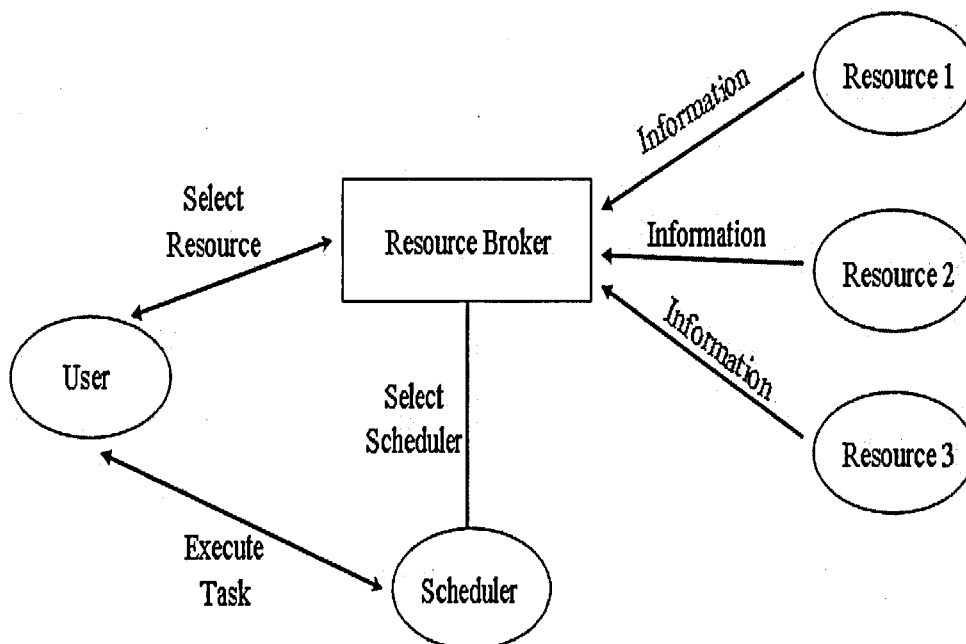 Resource 1
Information
Select
Resource
Resource Broker
Information
Resource 2
Information
User
Select
Scheduler
Resource 3
Execute
Task
Scheduler